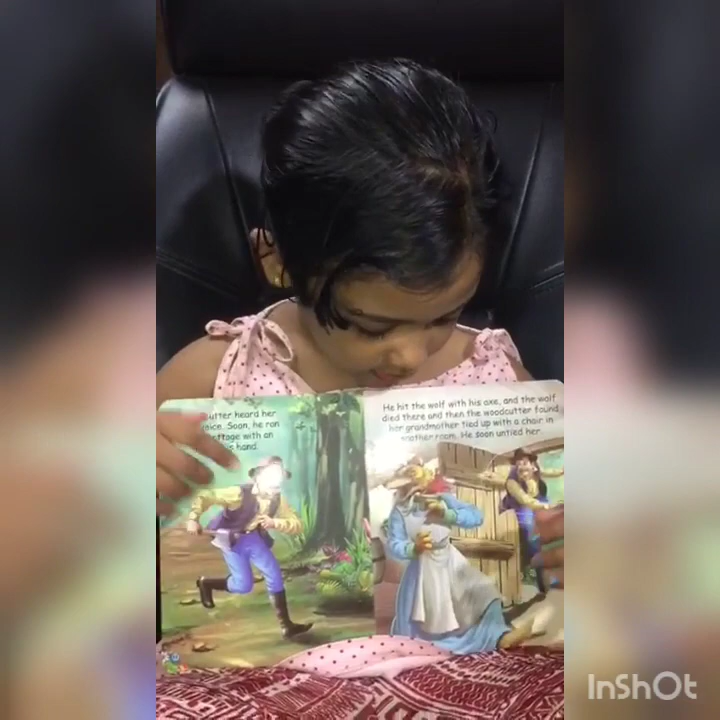 utter heard her
voice. Soon, he ran
cottage with an
hand.
He hit the wolf with his axe, and the wolf
died there and then the woodcutter found
her grandmother tied up with a chair in
another room. He soon untied her.
InShOt